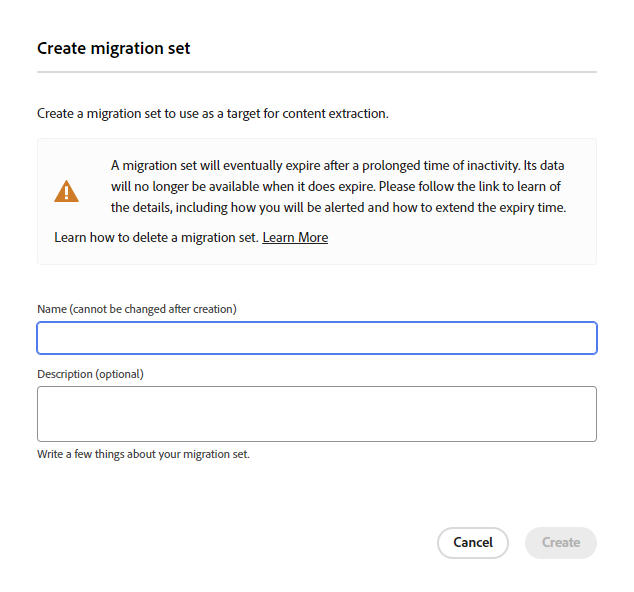 Create migration set
Create a migration set to use as a target for content extraction.
A migration set will eventually expire after a prolonged time of inactivity. Its data
will no longer be available when it does expire. Please follow the link to learn of
the details, including how you will be alerted and how to extend the expiry time.
Learn how to delete a migration set. Learn More
Name (cannot be changed after creation)
Description (optional)
Write a few things about your migration set.
Cancel Create